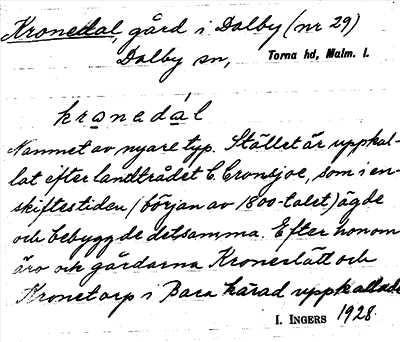 Kronedal, gård i Dalby (nr 29)
Dalby sn, Torna hd, Malm. l.
kronedál
Namnet av nyare typ. Stället är uppkal-
lat efter landtrådet C. Cronsjoe, som i en-
skiftestiden (början av 1800-talet) ägde
och bebyggde detsamma. Efter honom
äro och gårdarna Kroneslätt och
Kronetorp i Bara härad uppkallade
I. INGERS 1928